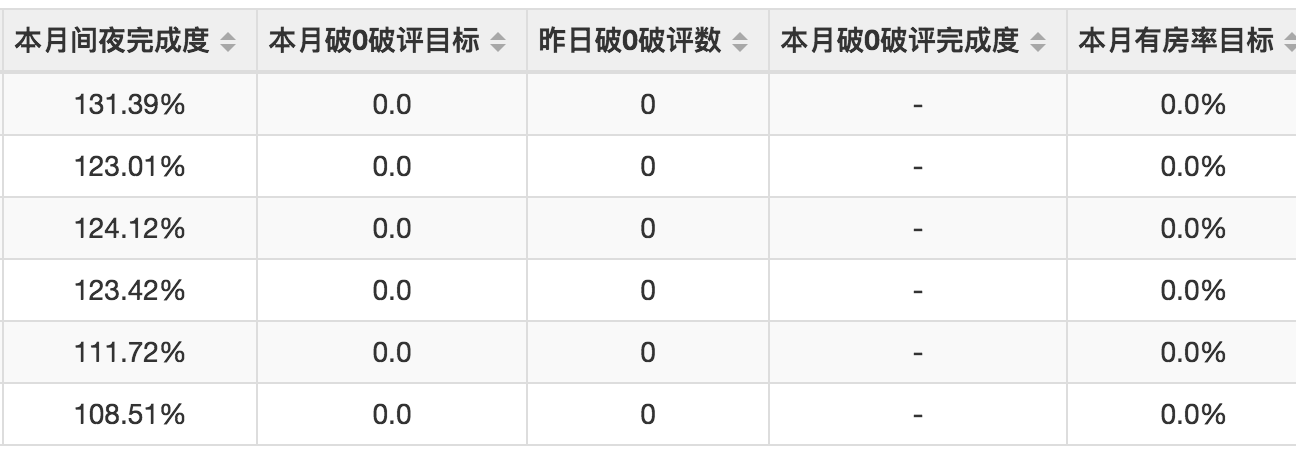 本月间夜完成度 本月破0破评目标 昨日破0破评数 本月破0破评完成度 本月有房率目标
131.39% 0.0 0 - 0.0%
123.01% 0.0 0 - 0.0%
124.12% 0.0 0 - 0.0%
123.42% 0.0 0 - 0.0%
111.72% 0.0 0 - 0.0%
108.51% 0.0 0 - 0.0%